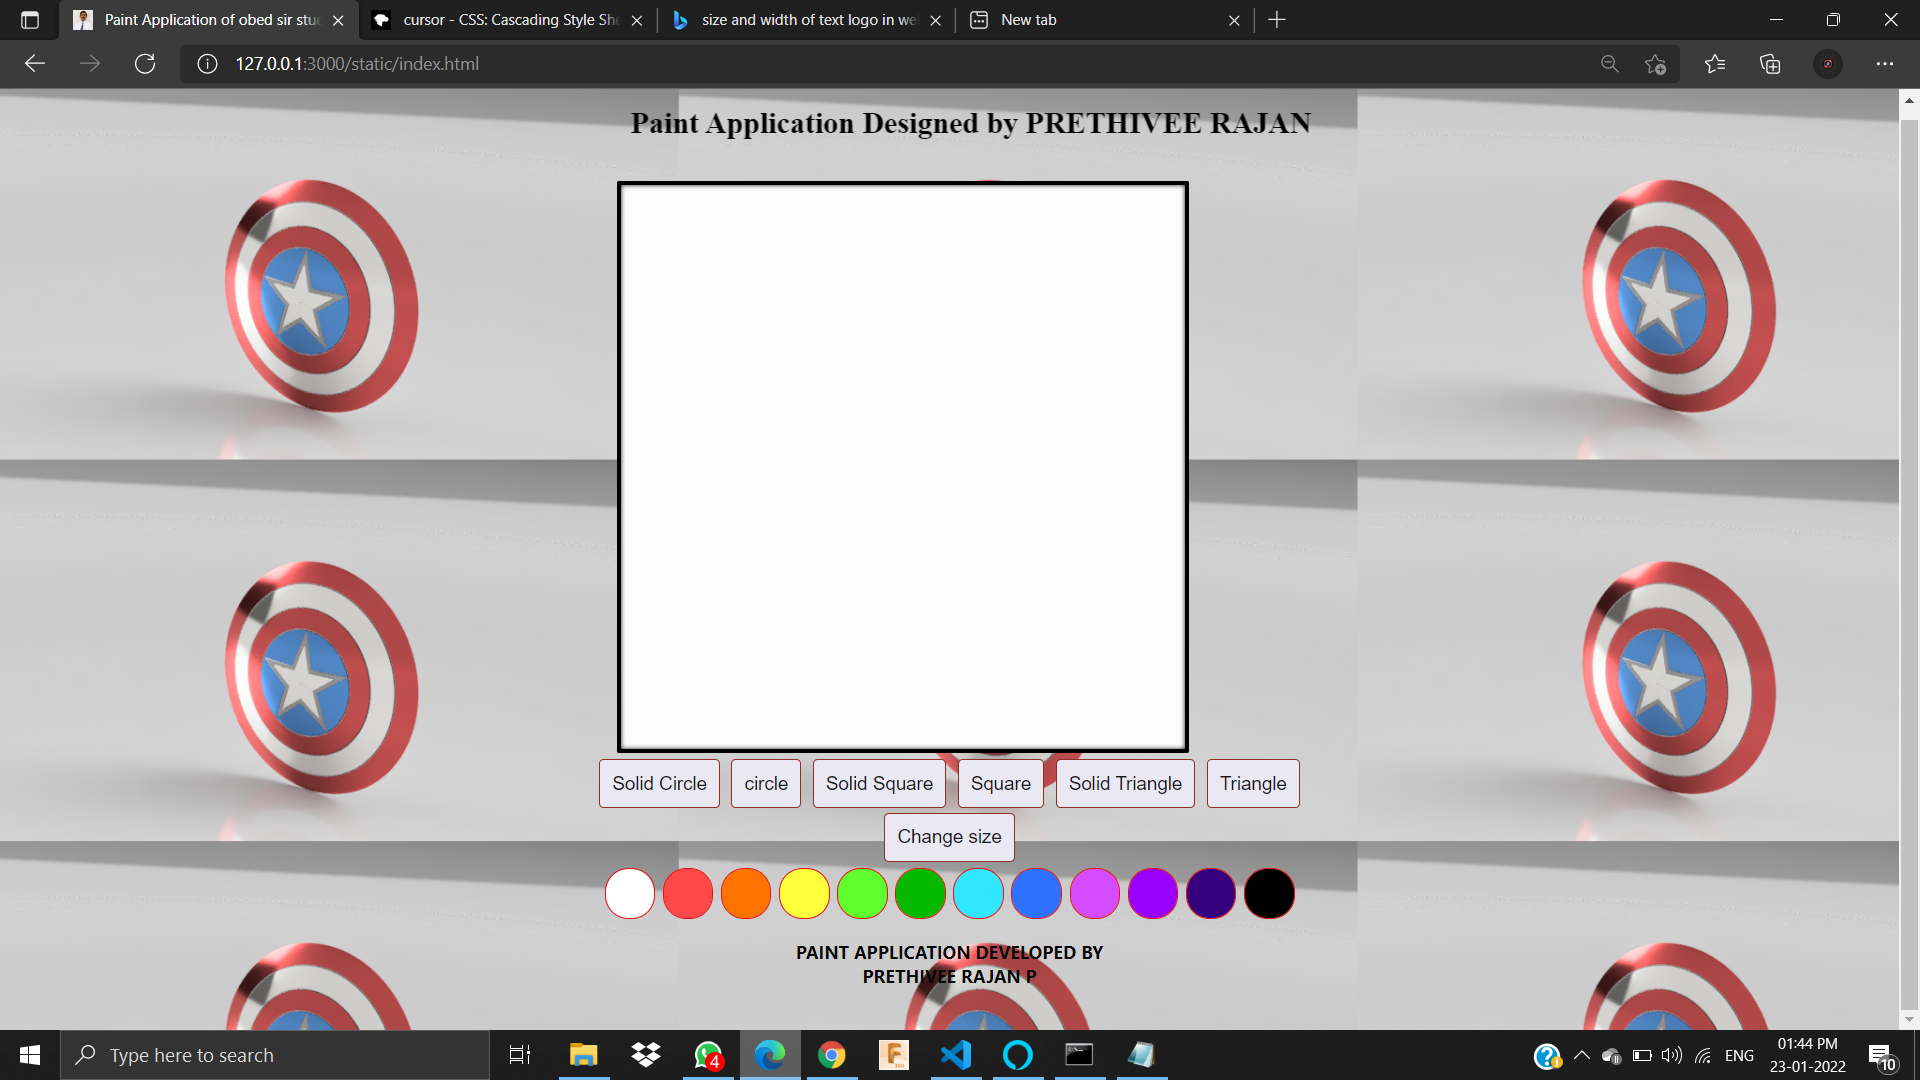 Paint Application of obed sir stu
cursor - CSS: Cascading Style She
size and width of text logo in we
New tab
127.0.0.1:3000/static/index.html
Paint Application Designed by PRETHIVEE RAJAN
Solid Circle circle Solid Square Square Solid Triangle Triangle
Change size
PAINT APPLICATION DEVELOPED BY
PRETHIVEE RAJAN P
Type here to search
4
ENG
01:44 PM
23-01-2022
10